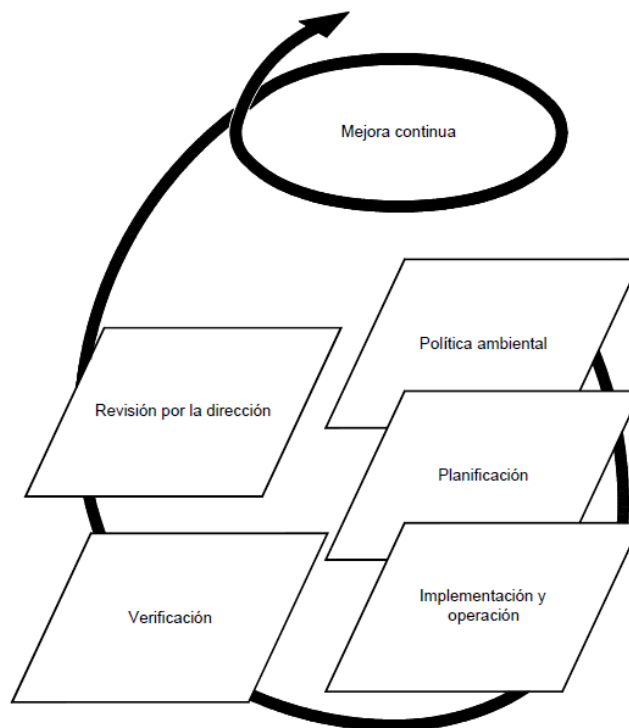 Mejora continua
Política ambiental
Revisión por la dirección
Planificación
Implementación y
operación
Verificación